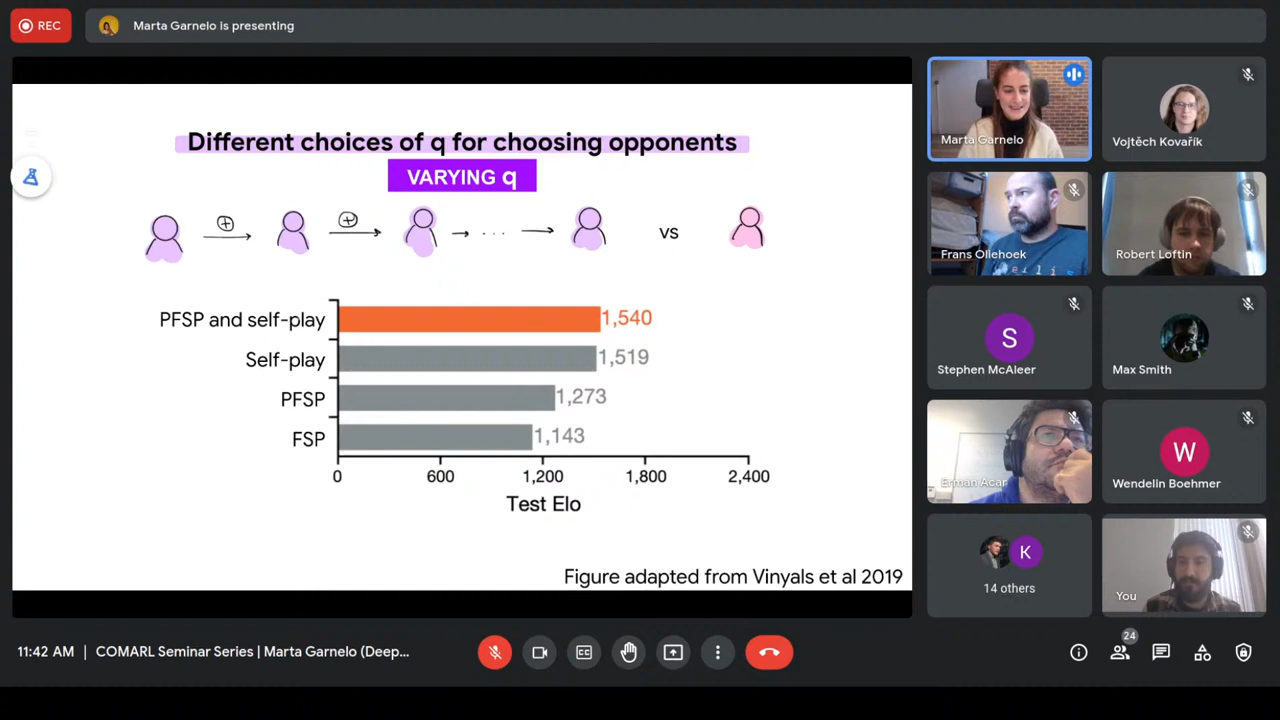 REC
Marta Garnelo is presenting
Different choices of q for choosing opponents
VARYING q
vs
PFSP and self-play
1,540
Self-play
1,519
PFSP
1,273
FSP
1,143
0
600
1,200
1,800
2,400
Test Elo
Figure adapted from Vinyals et al 2019
Marta Garnelo
Vojtěch Kovařík
Frans Oliehoek
Robert Loftin
S
Stephen McAleer
Max Smith
Erman Acar
W
Wendelin Boehmer
K
14 others
You
11:42 AM | COMARL Seminar Series | Marta Garnelo (Deep...
CC
24